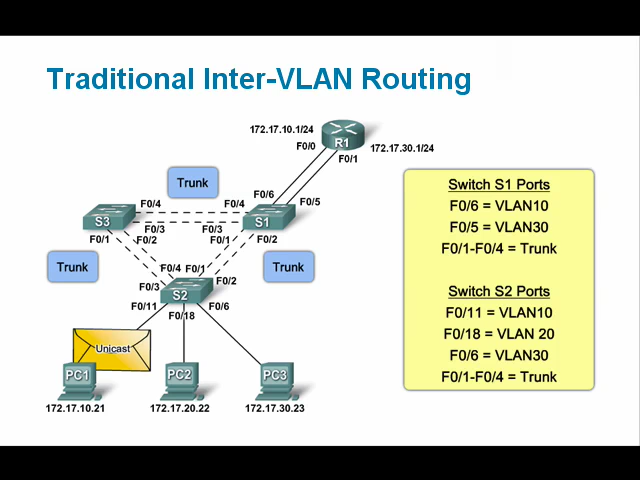 Traditional Inter-VLAN Routing
172.17.10.1/24
F0/0
R1
172.17.30.1/24
F0/1
Trunk
F0/6
F0/4
F0/4
F0/5
S3
S1
F0/3
F0/3
F0/1
F0/2
F0/1
F0/2
Trunk
Trunk
F0/4
F0/1
F0/3
F0/2
S2
F0/11
F0/18
F0/6
Unicast
PC1
PC2
PC3
172.17.10.21
172.17.20.22
172.17.30.23
Switch S1 Ports
F0/6 = VLAN10
F0/5 = VLAN30
F0/1-F0/4 = Trunk
Switch S2 Ports
F0/11 = VLAN10
F0/18 = VLAN 20
F0/6 = VLAN30
F0/1-F0/4 = Trunk